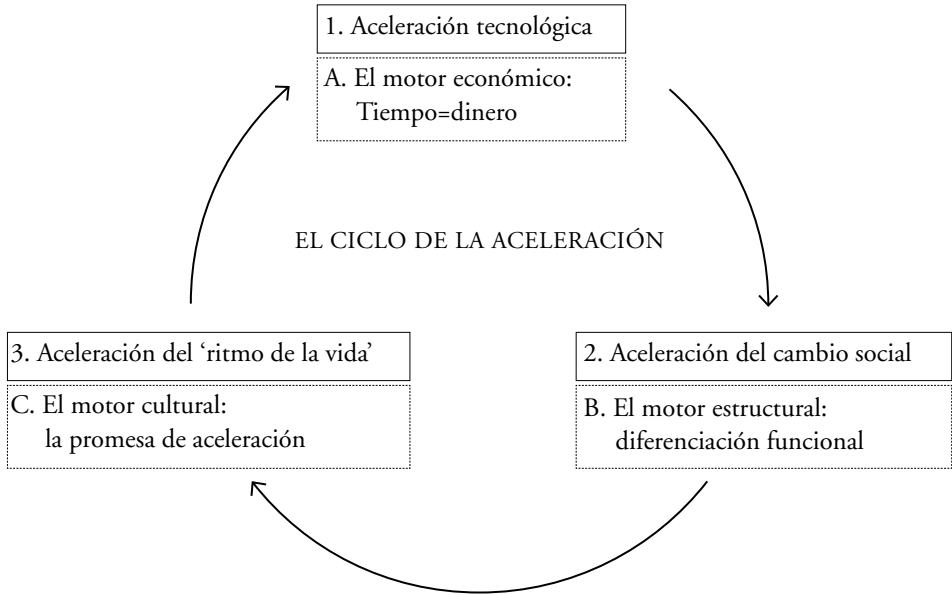 1. Aceleración tecnológica
A. El motor económico:
Tiempo=dinero
EL CICLO DE LA ACELERACIÓN
3. Aceleración del ‘ritmo de la vida’
C. El motor cultural:
la promesa de aceleración
2. Aceleración del cambio social
B. El motor estructural:
diferenciación funcional